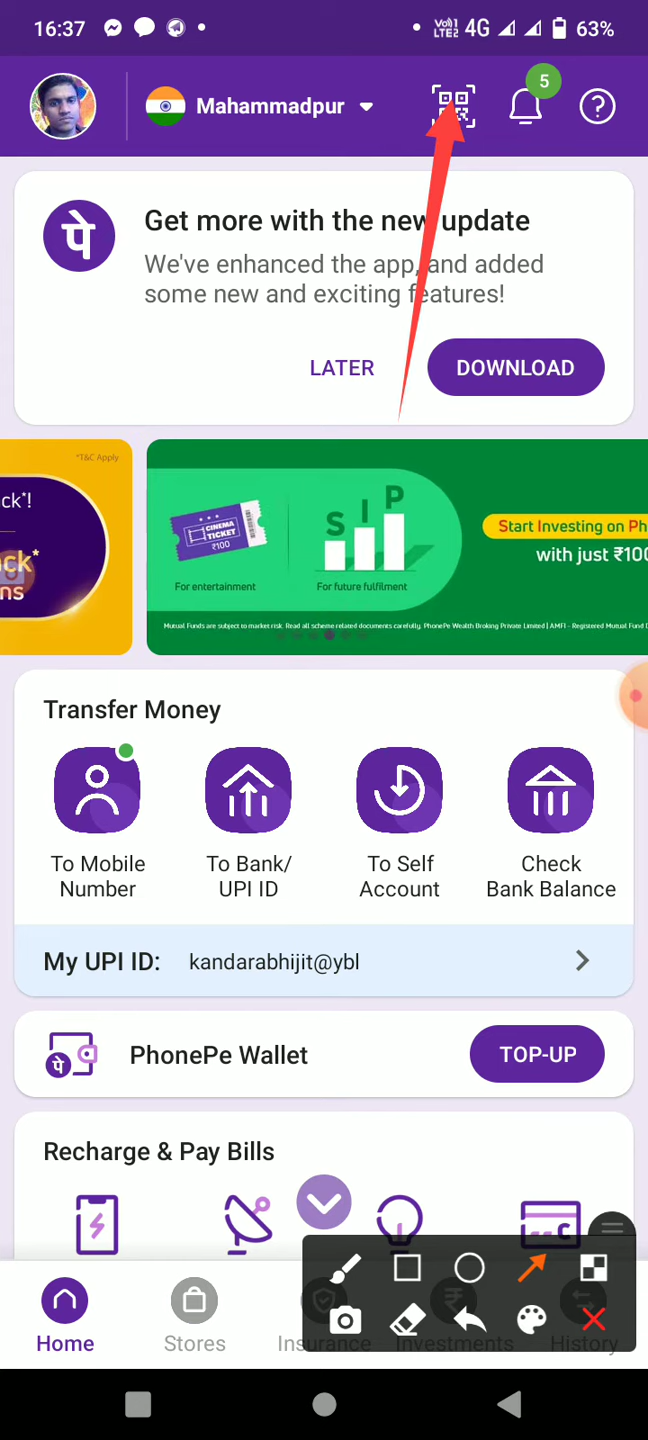 16:37
Vo))1
LTE2 4G 63%
5
Mahammadpur
पे
Get more with the new update
We've enhanced the app, and added
some new and exciting features!
LATER
DOWNLOAD
*T&C Apply
ck*!
ck*
ns
CINEMA
TICKET
₹100
For entertainment
S I P
For future fulfilment
Start Investing on Ph
with just ₹100
Mutual Funds are subject to market risk. Read all scheme related documents carefully. PhonePe Wealth Broking Private Limited | AMFI - Registered Mutual Fund D
Transfer Money
To Mobile
Number
To Bank/
UPI ID
To Self
Account
Check
Bank Balance
My UPI ID: kandarabhijit@ybl
पे
PhonePe Wallet
TOP-UP
Recharge & Pay Bills
C
₹
Home
Stores
Insurance
Investments
History